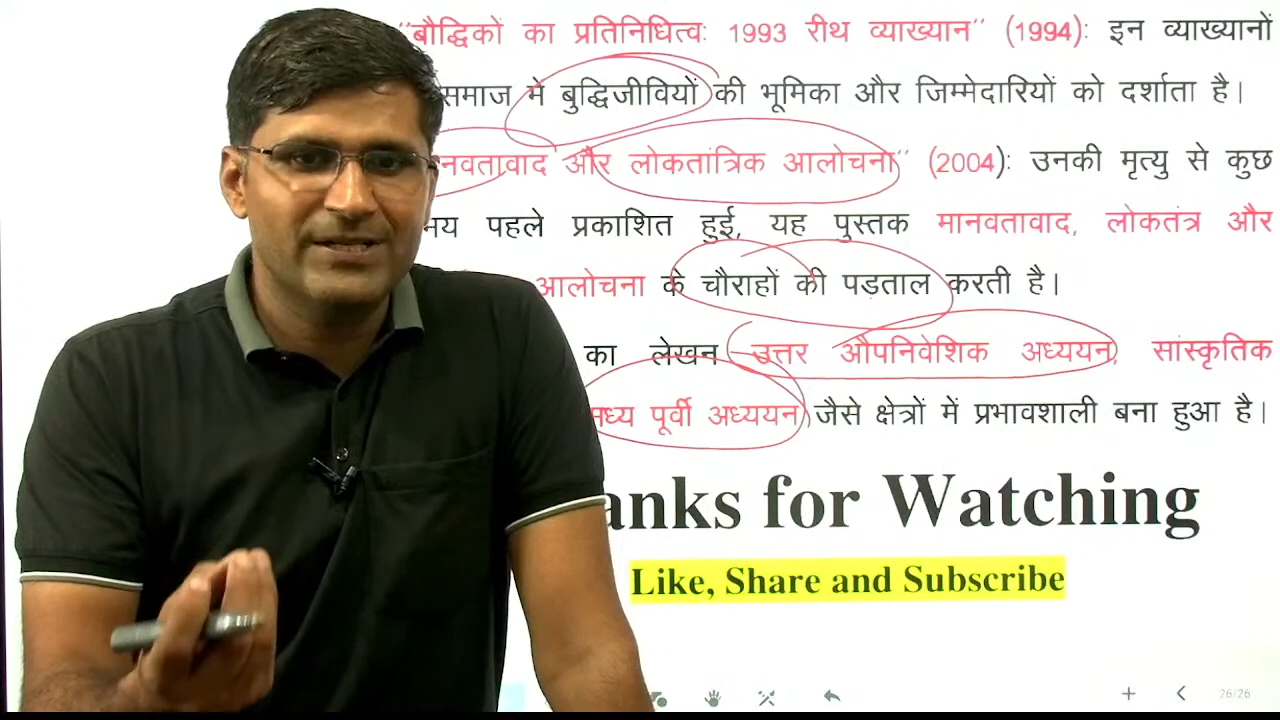 "बौद्धिकों का प्रतिनिधित्वः 1993 रीथ व्याख्यान" (1994): इन व्याख्यानों
समाज में बुद्धिजीवियों की भूमिका और जिम्मेदारियों को दर्शाता है।
नवतावाद और लोकतांत्रिक आलोचना" (2004): उनकी मृत्यु से कुछ
मय पहले प्रकाशित हुई, यह पुस्तक मानवतावाद, लोकतंत्र और
आलोचना के चौराहों की पड़ताल करती है।
का लेखन उत्तर औपनिवेशिक अध्ययन, सांस्कृतिक
मध्य पूर्वी अध्ययन जैसे क्षेत्रों में प्रभावशाली बना हुआ है।
anks for Watching
Like, Share and Subscribe
26/26